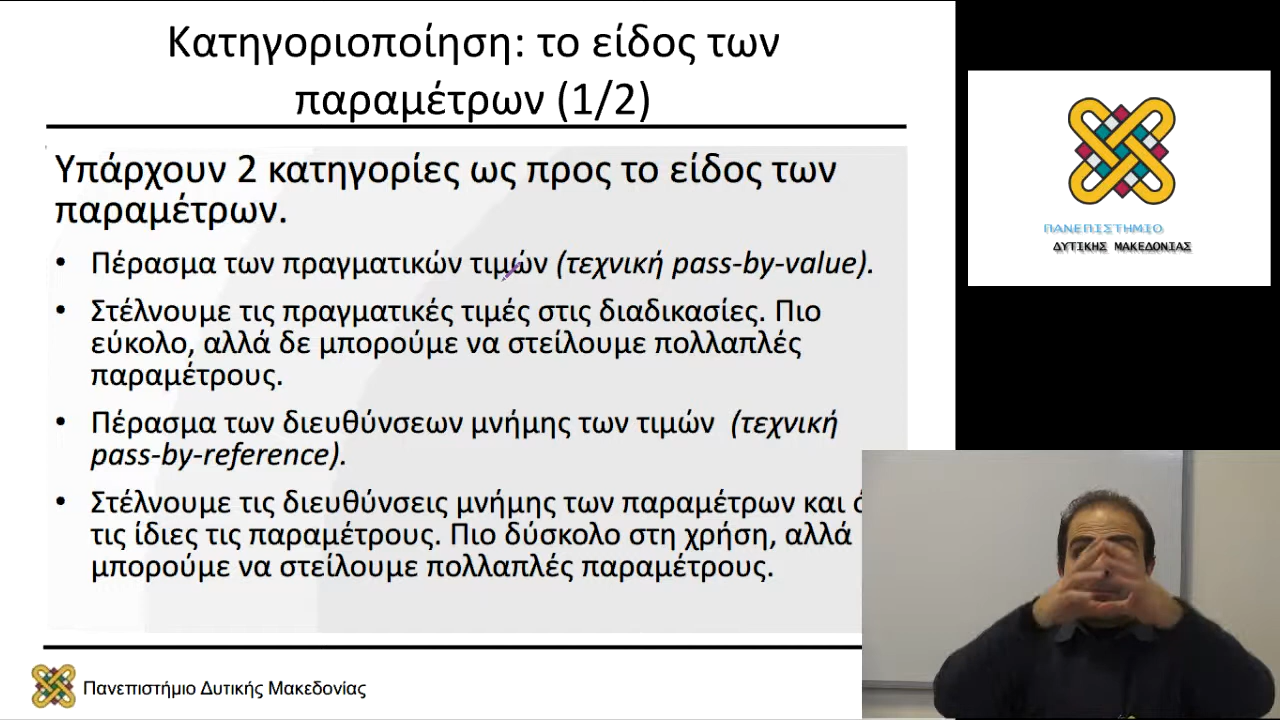 Κατηγοριοποίηση: το είδος των
παραμέτρων (1/2)
Υπάρχουν 2 κατηγορίες ως προς το είδος των
παραμέτρων.
• Πέρασμα των πραγματικών τιμών (τεχνική pass-by-value).
• Στέλνουμε τις πραγματικές τιμές στις διαδικασίες. Πιο
εύκολο, αλλά δε μπορούμε να στείλουμε πολλαπλές
παραμέτρους.
• Πέρασμα των διευθύνσεων μνήμης των τιμών (τεχνική
pass-by-reference).
• Στέλνουμε τις διευθύνσεις μνήμης των παραμέτρων και
τις ίδιες τις παραμέτρους. Πιο δύσκολο στη χρήση, αλλά
μπορούμε να στείλουμε πολλαπλές παραμέτρους.
Πανεπιστήμιο Δυτικής Μακεδονίας
ΠΑΝΕΠΙΣΤΗΜΙΟ
ΔΥΤΙΚΗΣ ΜΑΚΕΔΟΝΙΑΣ